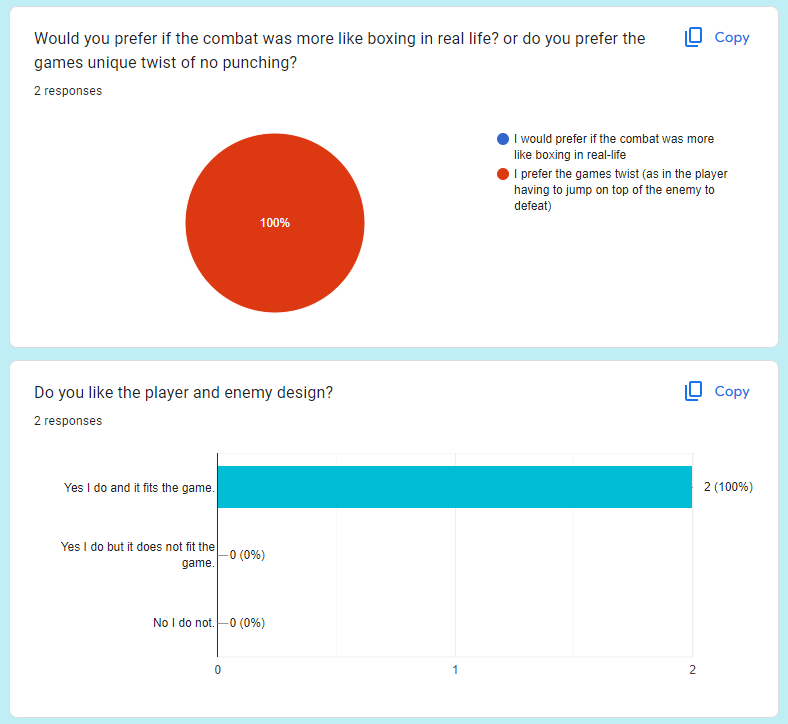 Would you prefer if the combat was more like boxing in real life? or do you prefer the
games unique twist of no punching?
Copy
2 responses
100%
I would prefer if the combat was more
like boxing in real-life
I prefer the games twist (as in the player
having to jump on top of the enemy to
defeat)
Do you like the player and enemy design?
Copy
2 responses
Yes I do and it fits the game.
2 (100%)
Yes I do but it does not fit the
game.
0 (0%)
No I do not.
0 (0%)
0
1
2